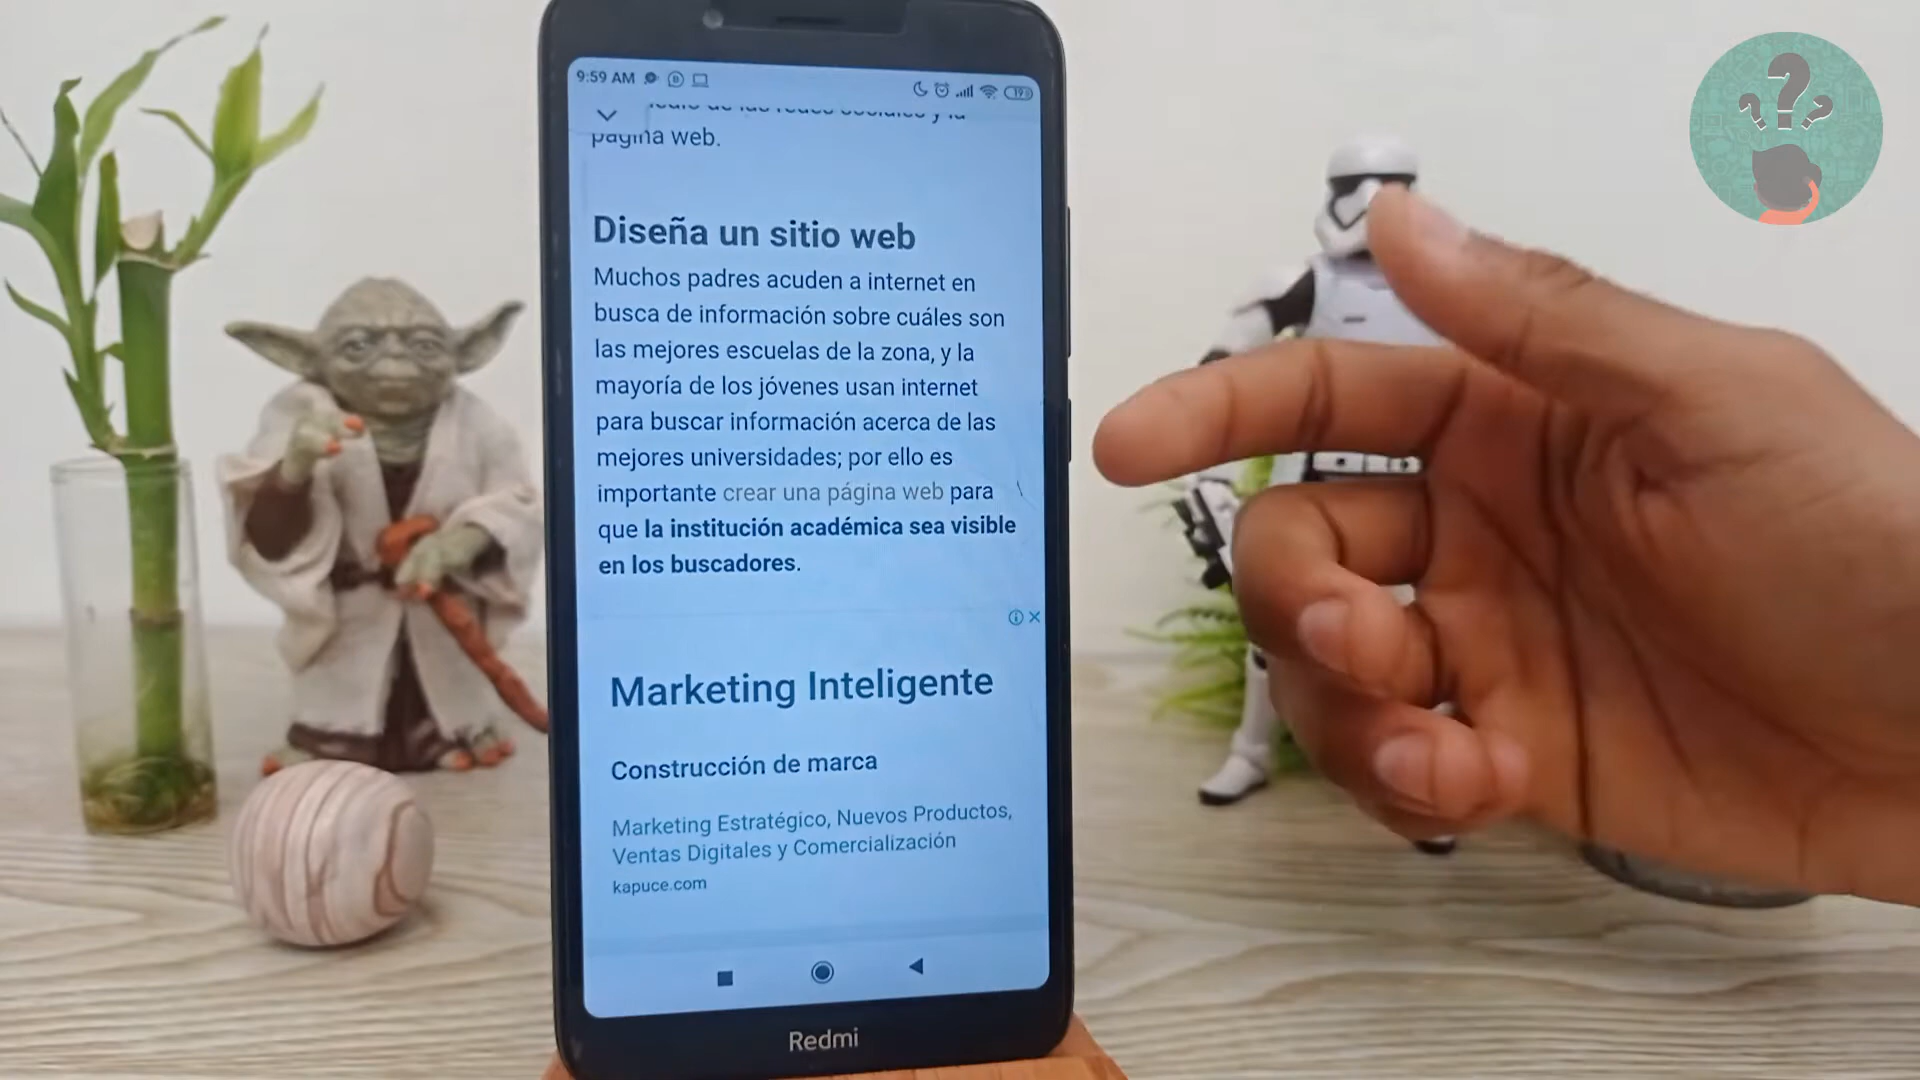 9:59 AM
19
página web.
Diseña un sitio web
Muchos padres acuden a internet en
busca de información sobre cuáles son
las mejores escuelas de la zona, y la
mayoría de los jóvenes usan internet
para buscar información acerca de las
mejores universidades; por ello es
importante crear una página web para
que la institución académica sea visible
en los buscadores.
Marketing Inteligente
Construcción de marca
Marketing Estratégico, Nuevos Productos,
Ventas Digitales y Comercialización
kapuce.com
Redmi